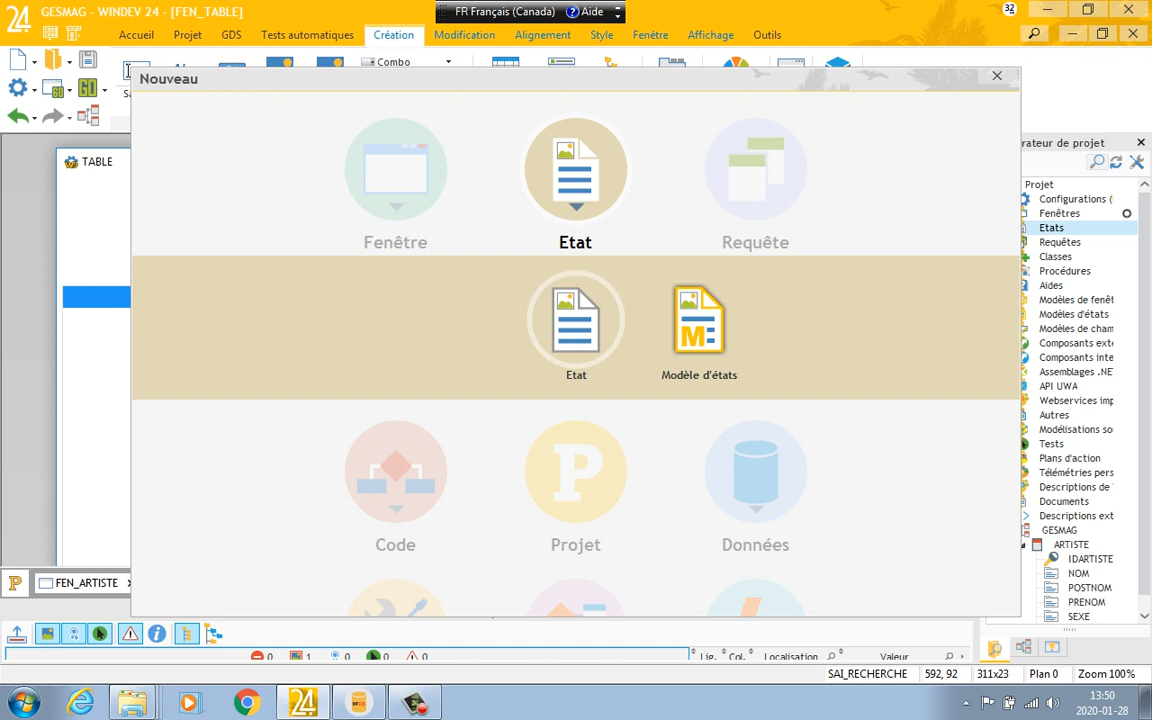 GESMAG - WINDEV 24 - [FEN_TABLE]
FR Français (Canada) Aide
32
24
Accueil Projet GDS Tests automatiques Création Modification Alignement Style Fenêtre Affichage Outils
Combo
Nouveau
rateur de projet
TABLE
Fenêtre
Etat
Requête
Etat
Modèle d'états
Code
P
Projet
Données
Projet
Configurations (
Fenêtres
Etats
Requêtes
Classes
Procédures
Aides
Modèles de fenêt
Modèles d'états
Modèles de cham
Composants exte
Composants inte
Assemblages .NE
API UWA
Webservices imp
Autres
Modélisations so
Tests
Plans d'action
Télémétries pers
Descriptions de
Documents
Descriptions ext
GESMAG
ARTISTE
IDARTISTE
NOM
POSTNOM
PRENOM
SEXE
P FEN_ARTISTE
0 1 0 0 0 Lig. Col. Localisation Valeur
SAI_RECHERCHE 592, 92 311x23 Plan 0 Zoom 100%
24
13:50
2020-01-28